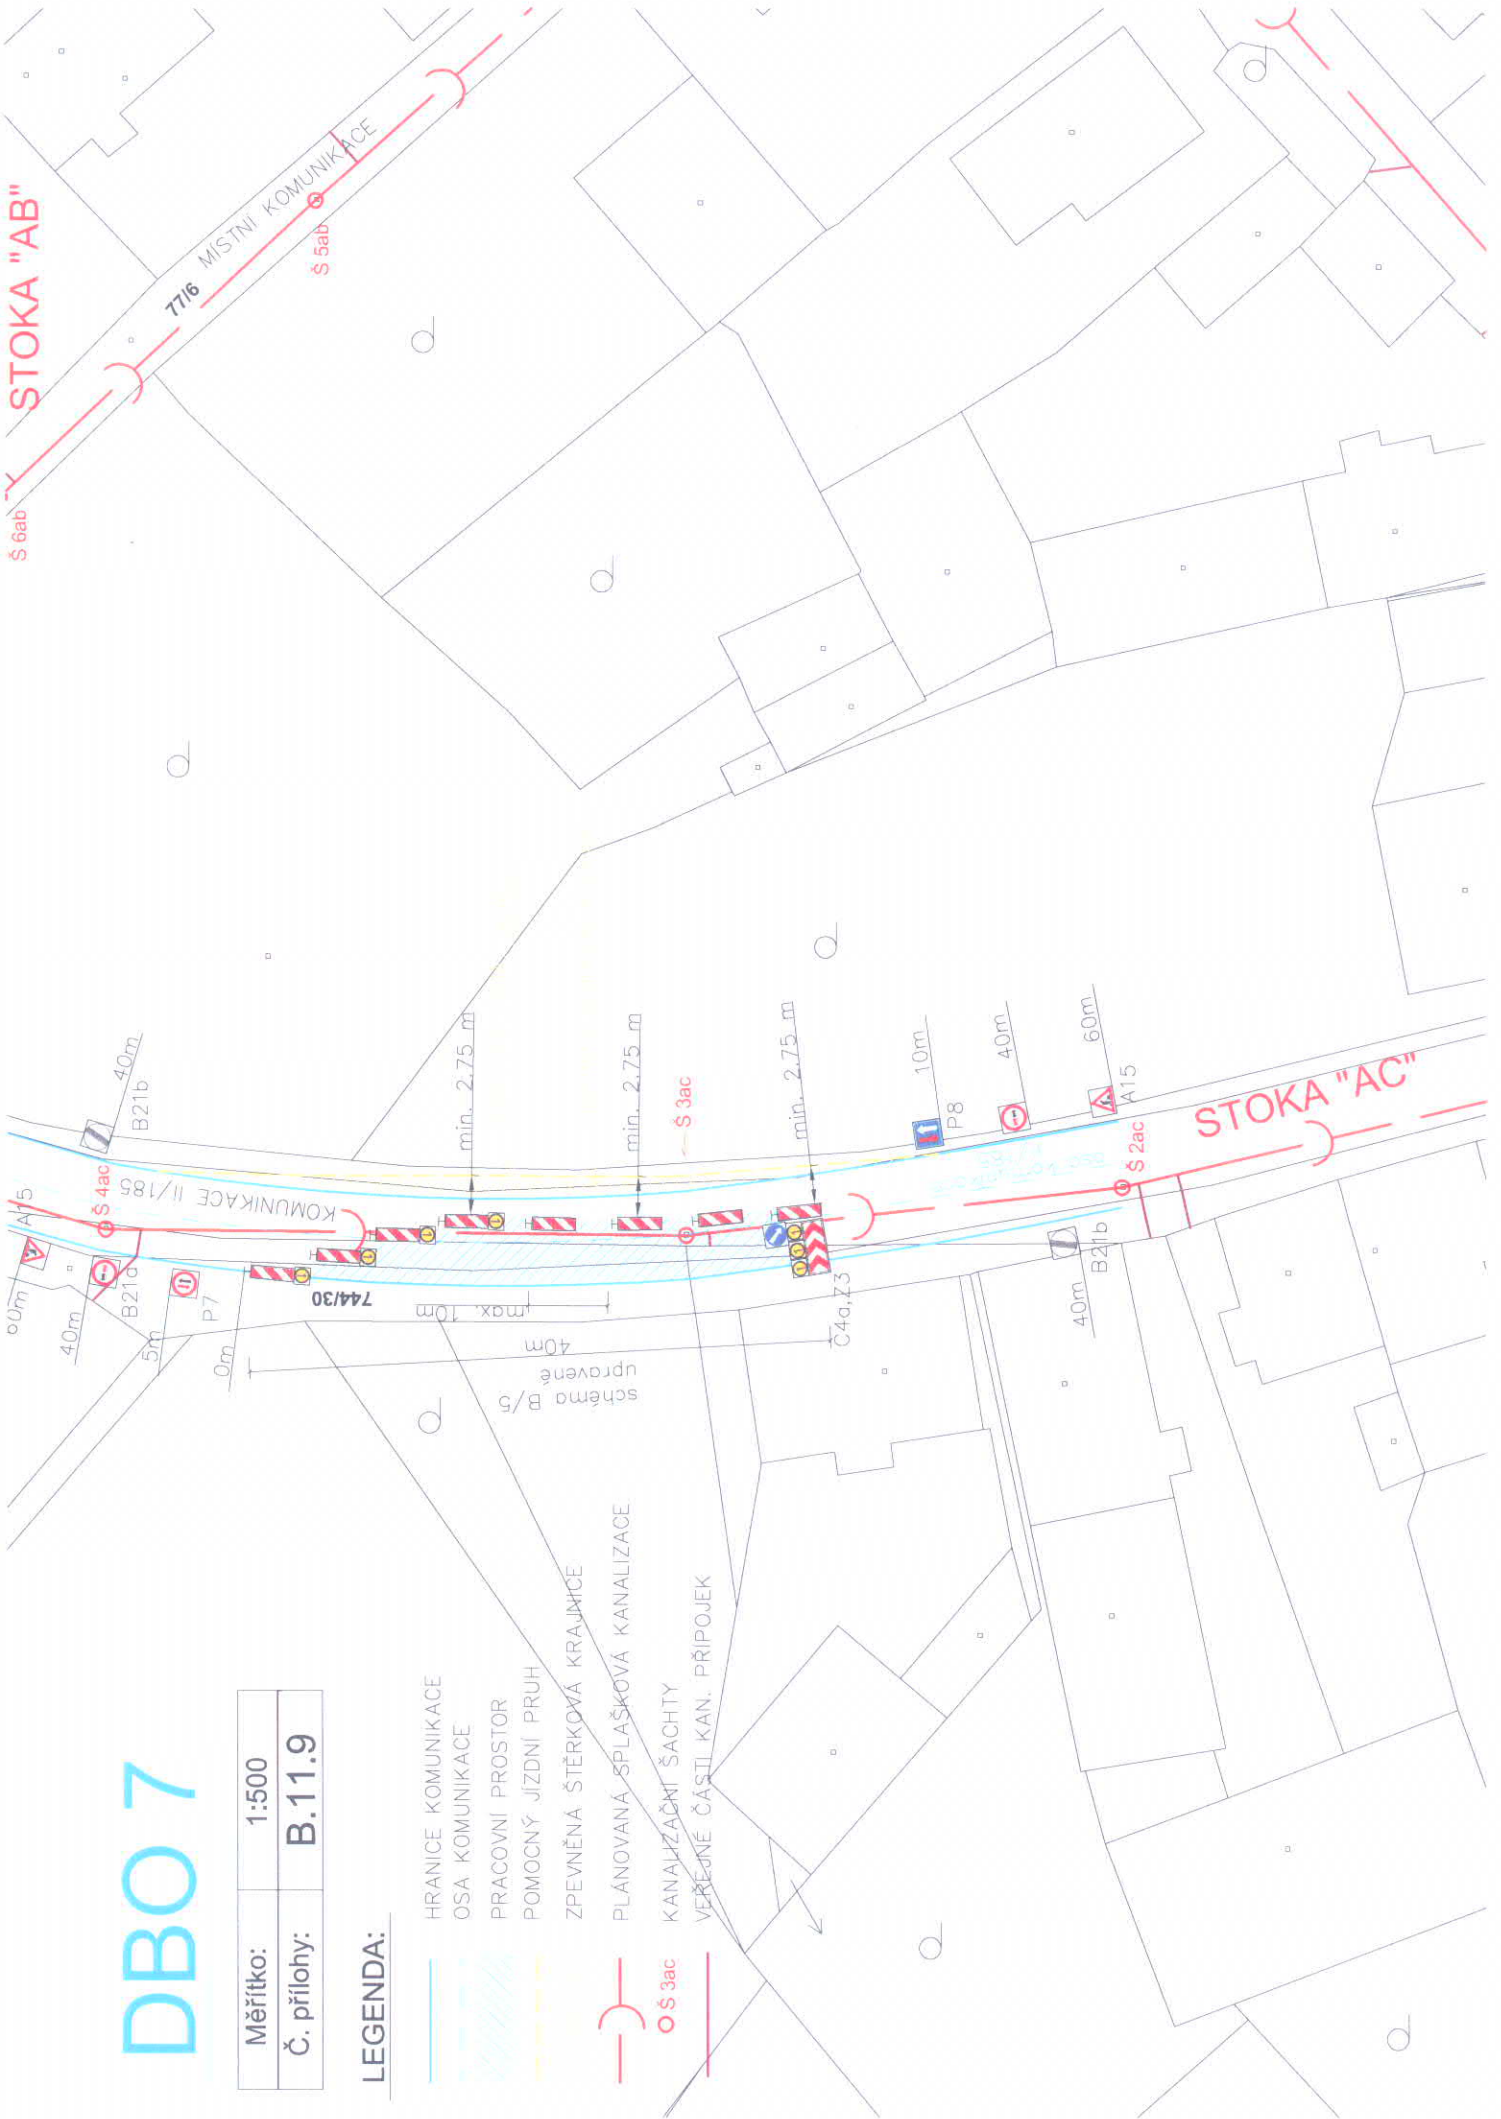 DBO 7
Měřítko: 1:500
Č. přílohy: B.11.9
LEGENDA:
HRANICE KOMUNIKACE
OSA KOMUNIKACE
PRACOVNÍ PROSTOR
POMOCNÝ JÍZDNÍ PRUH
ZPEVNĚNÁ ŠTĚRKOVÁ KRAJNICE
PLÁNOVANÁ SPLAŠKOVÁ KANALIZACE
Š 3ac
KANALIZAČNÍ ŠACHTY
VEŘEJNÉ ČÁSTI KAN. PŘÍPOJEK
STOKA "AB"
Š 6ab
77/6 MÍSTNÍ KOMUNIKACE
Š 5ab
A15
60m
Š 4ac
40m
B21b
40m
B21d
5m
P7
0m
KOMUNIKACE II/185
744/30
max. 10m
40m
schéma B/5
upravené
min. 2.75 m
min. 2.75 m
min. 2.75 m
Š 3ac
C4a,Z3
10m
P8
40m
60m
A15
Š 2ac
40m
B21b
STOKA "AC"